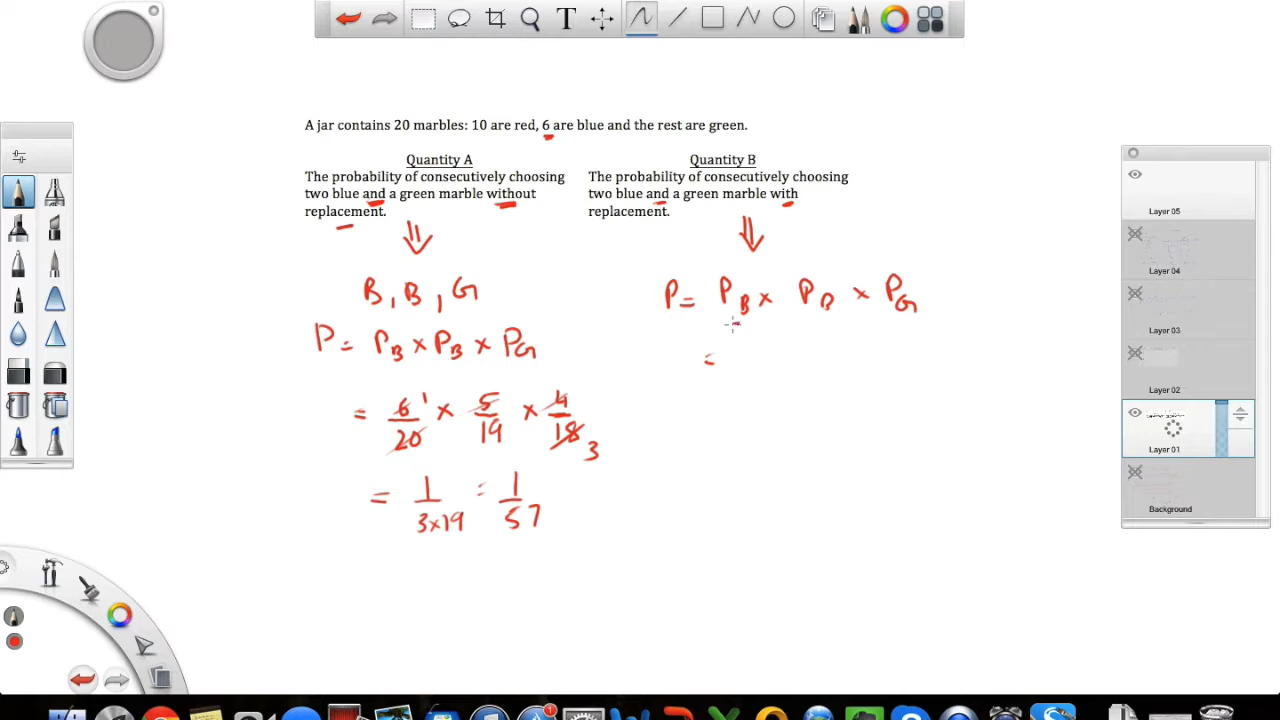 A jar contains 20 marbles: 10 are red, 6 are blue and the rest are green.
Quantity A
The probability of consecutively choosing
two blue and a green marble without
replacement.
B, B, G
P = P_B × P_B × P_G
= 6/20 1 × 5/19 × 4/18 3
= 1/3×19 = 1/57
Quantity B
The probability of consecutively choosing
two blue and a green marble with
replacement.
P = P_B × P_B × P_G
=
Layer 05
Layer 04
Layer 03
Layer 02
Layer 01
Background
T
1